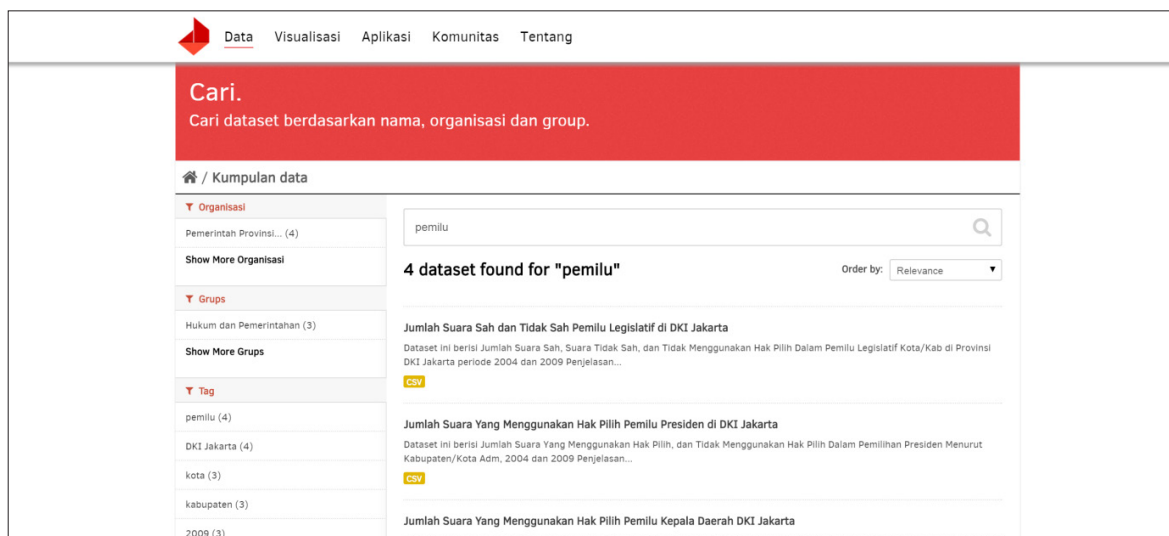 Data Visualisasi Aplikasi Komunitas Tentang
Cari.
Cari dataset berdasarkan nama, organisasi dan group.
/ Kumpulan data
Organisasi
Pemerintah Provinsi... (4)
Show More Organisasi
Grups
Hukum dan Pemerintahan (3)
Show More Grups
Tag
pemilu (4)
DKI Jakarta (4)
kota (3)
kabupaten (3)
2009 (3)
pemilu
4 dataset found for "pemilu"
Order by: Relevance
Jumlah Suara Sah dan Tidak Sah Pemilu Legislatif di DKI Jakarta
Dataset ini berisi Jumlah Suara Sah, Suara Tidak Sah, dan Tidak Menggunakan Hak Pilih Dalam Pemilu Legislatif Kota/Kab di Provinsi
DKI Jakarta periode 2004 dan 2009 Penjelasan...
CSV
Jumlah Suara Yang Menggunakan Hak Pilih Pemilu Presiden di DKI Jakarta
Dataset ini berisi Jumlah Suara Yang Menggunakan Hak Pilih, dan Tidak Menggunakan Hak Pilih Dalam Pemilihan Presiden Menurut
Kabupaten/Kota Adm, 2004 dan 2009 Penjelasan...
CSV
Jumlah Suara Yang Menggunakan Hak Pilih Pemilu Kepala Daerah DKI Jakarta